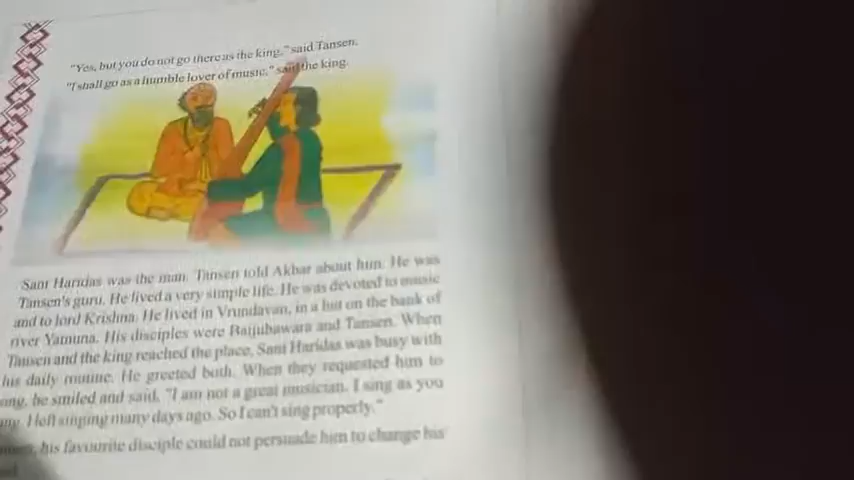 "Yes, but you do not go there as the king," said Tansen.
"I shall go as a humble lover of music," said the king.
Sant Haridas was the man. Tansen told Akbar about him. He was
Tansen's guru. He lived a very simple life. He was devoted to music
and to lord Krishna. He lived in Vrundavan, in a hut on the bank of
river Yamuna. His disciples were Baijubawara and Tansen. When
Tansen and the king reached the place, Sant Haridas was busy with
his daily routine. He greeted both. When they requested him to
he smiled and said, "I am not a great musician. I sing as you
I left singing many days ago. So I can't sing properly."
his favourite disciple could not persuade him to change his